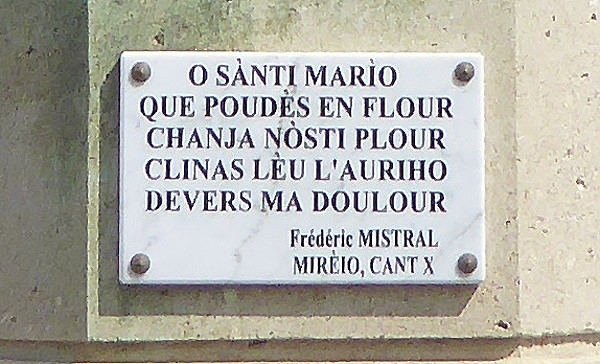 O SÀNTI MARÌO
QUE POUDÈS EN FLOUR
CHANJA NÒSTI PLOUR
CLINAS LÈU L'AURIHO
DEVERS MA DOULOUR
Frédéric MISTRAL
MIRÈIO, CANT X